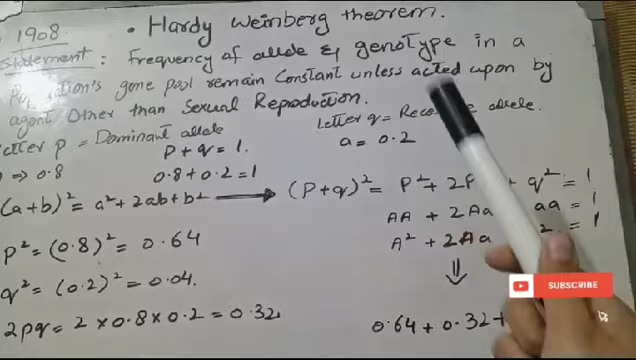 1908
• Hardy Weinberg theorem.
Statement : Frequency of allele & genotype in a
gene pool remain constant unless acted upon by
agent Other than Sexual Reproduction.
Letter p = Dominant allele
Letter q = allele.
P + q = 1.
a = 0.2
=> 0.8
0.8 + 0.2 = 1
(a+b)² = a² + 2ab + b² ⟶ (P+q)² = P² + 2P + q² = 1
AA + 2Aa aa = 1
A² + 2Aa 2 = 1
P² = (0.8)² = 0.64
q² = (0.2)² = 0.04.
⇓
2pq = 2 × 0.8 × 0.2 = 0.32
0.64 + 0.32 +
SUBSCRIBE